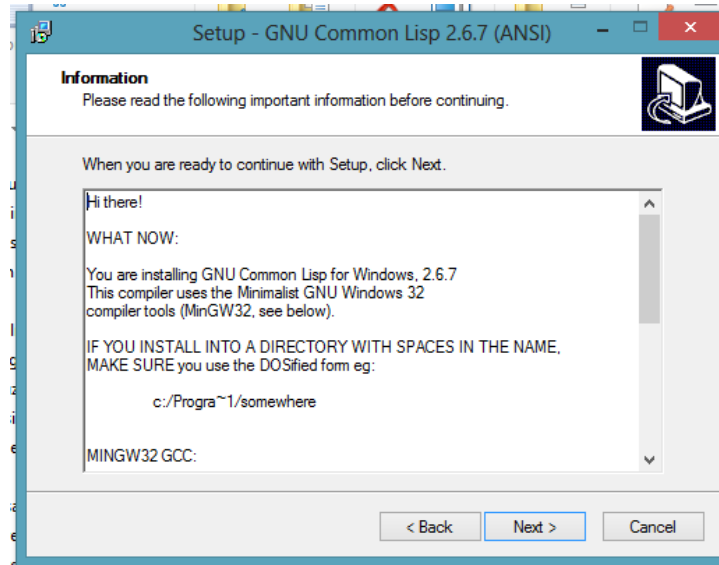 Setup - GNU Common Lisp 2.6.7 (ANSI)
Information
Please read the following important information before continuing.
When you are ready to continue with Setup, click Next.
Hi there!
WHAT NOW:
You are installing GNU Common Lisp for Windows, 2.6.7
This compiler uses the Minimalist GNU Windows 32
compiler tools (MinGW32, see below).
IF YOU INSTALL INTO A DIRECTORY WITH SPACES IN THE NAME,
MAKE SURE you use the DOSified form eg:
c:/Progra~1/somewhere
MINGW32 GCC:
< Back Next > Cancel